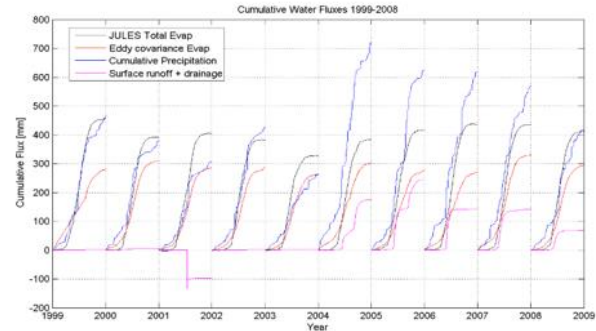 Cumulative Water Fluxes 1999-2008
Cumulative Flux [mm]
800
700
600
500
400
300
200
100
0
-100
-200
JULES Total Evap
Eddy covariance Evap
Cumulative Precipitation
Surface runoff + drainage
1999 2000 2001 2002 2003 2004 2005 2006 2007 2008 2009
Year